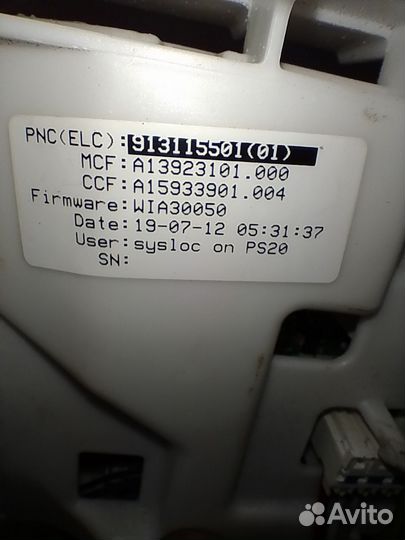 PNC(ELC):913115501(01)
MCF:A13923101.000
CCF:A15933901.004
Firmware:WIA30050
Date:19-07-12 05:31:37
User:sysloc on PS20
SN:
Avito